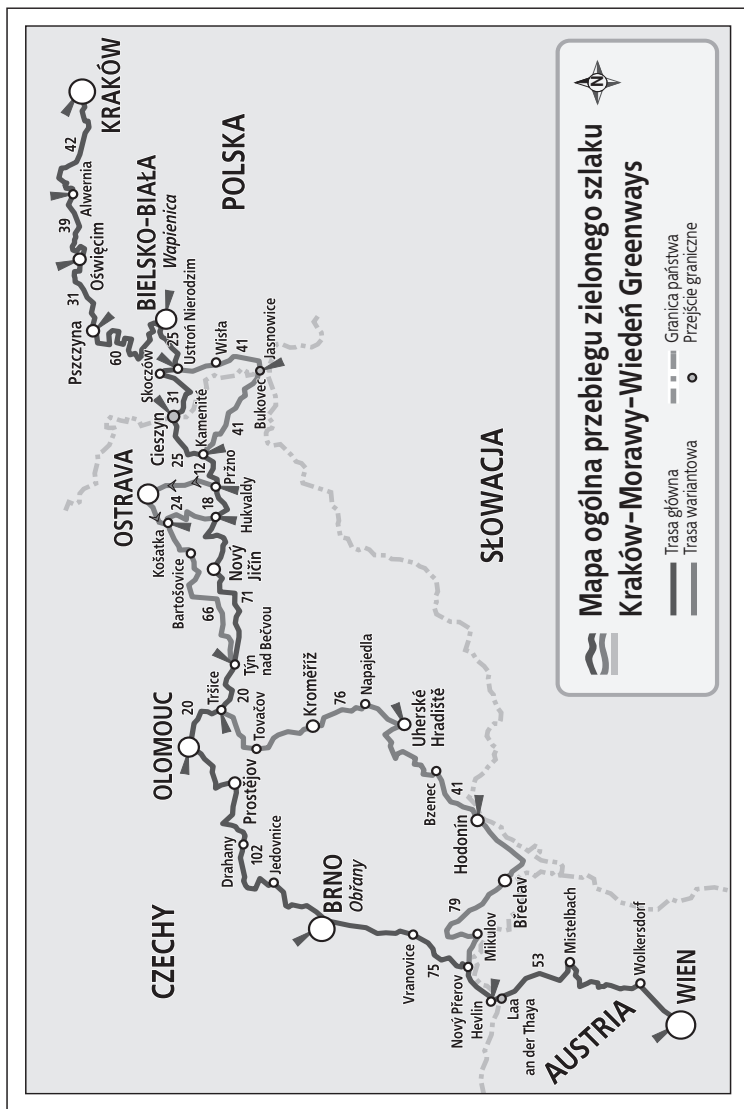 KRAKÓW
42
Alwernia
39
Oświęcim
31
Pszczyna
60
BIELSKO-BIAŁA
Wapienica
POLSKA
25
Ustroń Nierodzim
Skoczów
Wisła
41
Jasnowice
Bukovec
31
Cieszyn
Kamenité
41
25
12
Pržno
OSTRAVA
24
18
Hukvaldy
Košatka
Bartošovice
Nový
Jičín
66
71
SŁOWACJA
Týn
nad Bečvou
20
Tršice
20
OLOMOUC
Tovačov
Kroměříž
76
Napajedla
Uherské
Hradiště
Prostějov
Bzenec
41
Hodonín
Drahany
102
Jedovnice
BRNO
Obřany
CZECHY
Břeclav
79
Mikulov
Vranovice
75
Nový Přerov
Hevlin
Laa
an der Thaya
53
Mistelbach
Wolkersdorf
WIEN
AUSTRIA
N
Mapa ogólna przebiegu zielonego szlaku
Kraków–Morawy–Wiedeń Greenways
Trasa główna
Trasa wariantowa
Granica państwa
Przejście graniczne